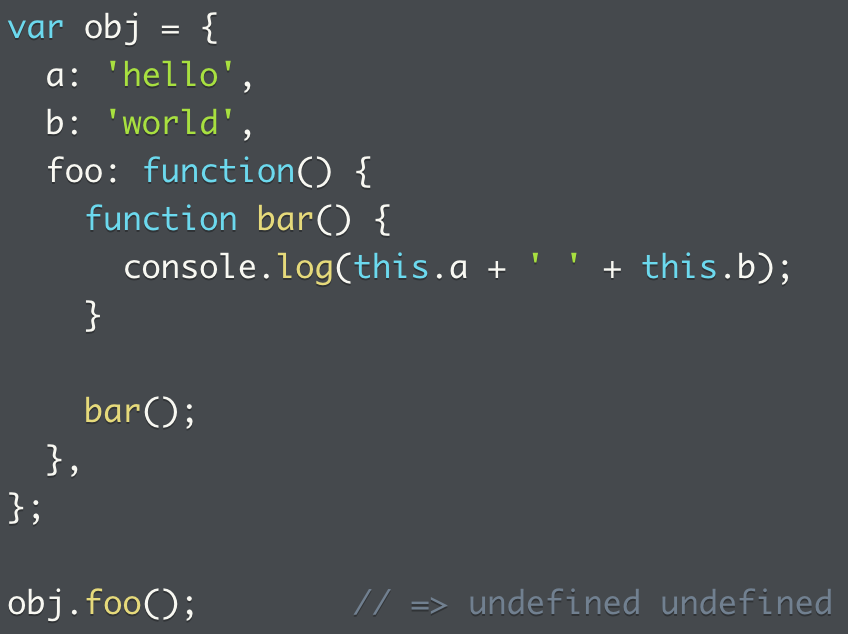 var obj = {
  a: 'hello',
  b: 'world',
  foo: function() {
    function bar() {
      console.log(this.a + ' ' + this.b);
    }

    bar();
  },
};

obj.foo();        // => undefined undefined